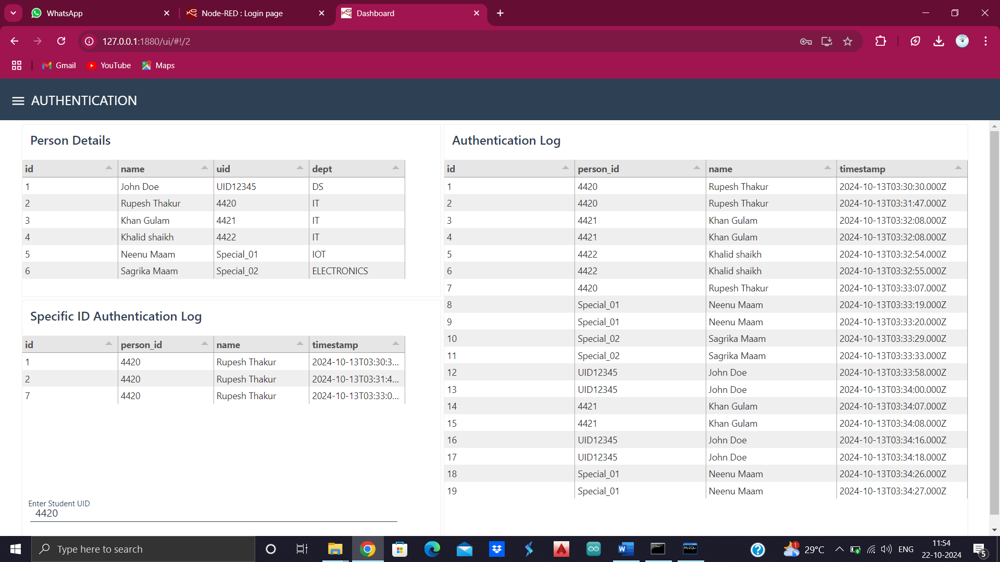 WhatsApp
Node-RED : Login page
Dashboard
127.0.0.1:1880/ui/#!/2
Gmail
YouTube
Maps
AUTHENTICATION
Person Details
id name uid dept
1 John Doe UID12345 DS
2 Rupesh Thakur 4420 IT
3 Khan Gulam 4421 IT
4 Khalid shaikh 4422 IT
5 Neenu Maam Special_01 IOT
6 Sagrika Maam Special_02 ELECTRONICS
Specific ID Authentication Log
id person_id name timestamp
1 4420 Rupesh Thakur 2024-10-13T03:30:3...
2 4420 Rupesh Thakur 2024-10-13T03:31:4...
7 4420 Rupesh Thakur 2024-10-13T03:33:0...
Enter Student UID
4420
Authentication Log
id person_id name timestamp
1 4420 Rupesh Thakur 2024-10-13T03:30:30.000Z
2 4420 Rupesh Thakur 2024-10-13T03:31:47.000Z
3 4421 Khan Gulam 2024-10-13T03:32:08.000Z
4 4421 Khan Gulam 2024-10-13T03:32:08.000Z
5 4422 Khalid shaikh 2024-10-13T03:32:54.000Z
6 4422 Khalid shaikh 2024-10-13T03:32:55.000Z
7 4420 Rupesh Thakur 2024-10-13T03:33:07.000Z
8 Special_01 Neenu Maam 2024-10-13T03:33:19.000Z
9 Special_01 Neenu Maam 2024-10-13T03:33:20.000Z
10 Special_02 Sagrika Maam 2024-10-13T03:33:29.000Z
11 Special_02 Sagrika Maam 2024-10-13T03:33:33.000Z
12 UID12345 John Doe 2024-10-13T03:33:58.000Z
13 UID12345 John Doe 2024-10-13T03:34:00.000Z
14 4421 Khan Gulam 2024-10-13T03:34:07.000Z
15 4421 Khan Gulam 2024-10-13T03:34:08.000Z
16 UID12345 John Doe 2024-10-13T03:34:16.000Z
17 UID12345 John Doe 2024-10-13T03:34:18.000Z
18 Special_01 Neenu Maam 2024-10-13T03:34:26.000Z
19 Special_01 Neenu Maam 2024-10-13T03:34:27.000Z
Type here to search
1
29°C
ENG
11:54
22-10-2024
5